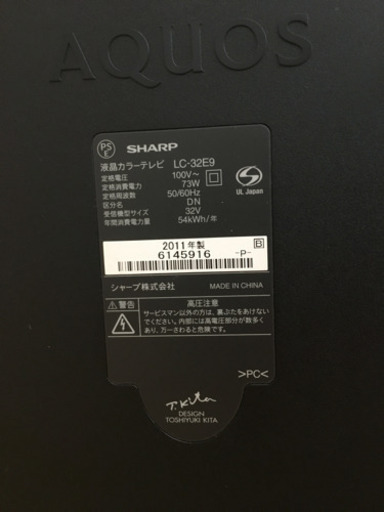 AQUOS
PS
E
SHARP
液晶カラーテレビ LC-32E9
定格電圧 100V～
定格消費電力 73W
定格周波数 50/60Hz
区分名 DN
受信機型サイズ 32V
年間消費電力量 54kWh/年
S
UL Japan
2011年製 B
6145916 -P-
シャープ株式会社 MADE IN CHINA
⚠警告 高圧注意
サービスマン以外の方は、裏ぶたをあけない
でください。内部には高電圧部分が数多く
あり、万一さわると危険です。
>PC<
T.Kita
DESIGN
TOSHIYUKI KITA